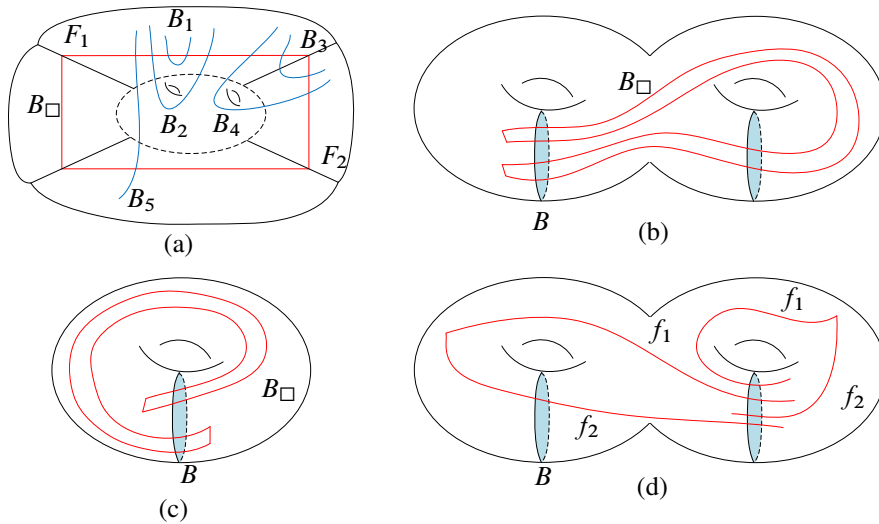 F₁ B₁ B₃
B□ B₂ B₄ F₂
B₅
(a)
B□
B
(b)
B□
B
(c)
f₁ f₁
f₂ f₂
B
(d)